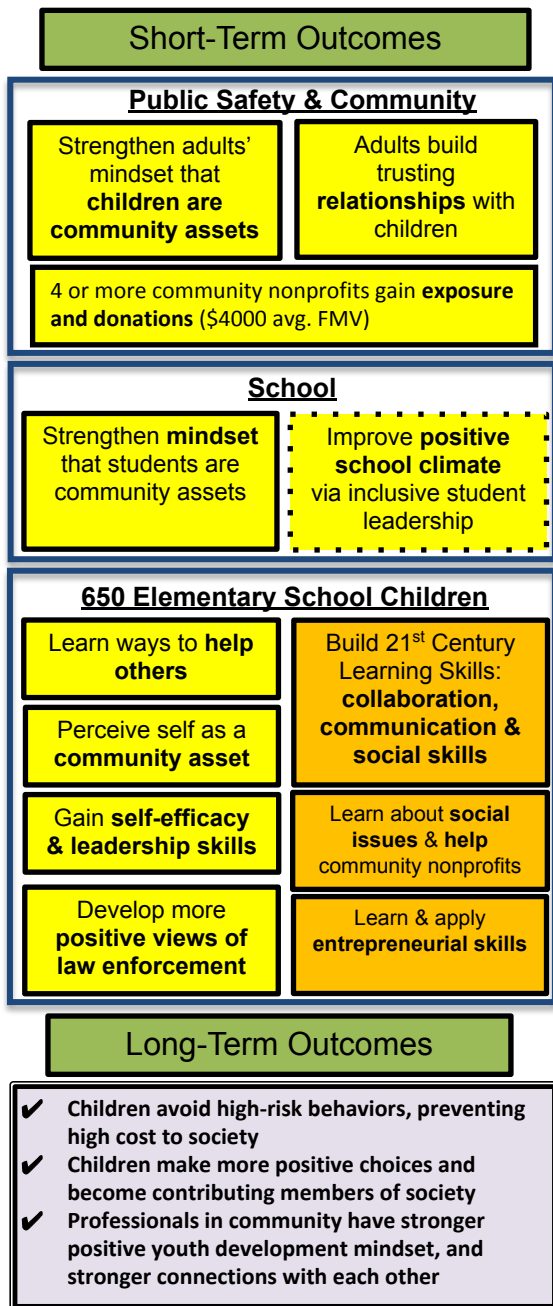 Short-Term Outcomes
Public Safety & Community
Strengthen adults’
mindset that
children are
community assets
Adults build
trusting
relationships with
children
4 or more community nonprofits gain exposure
and donations ($4000 avg. FMV)
School
Strengthen mindset
that students are
community assets
Improve positive
school climate
via inclusive student
leadership
650 Elementary School Children
Learn ways to help
others
Perceive self as a
community asset
Gain self-efficacy
& leadership skills
Develop more
positive views of
law enforcement
Build 21st Century
Learning Skills:
collaboration,
communication &
social skills
Learn about social
issues & help
community nonprofits
Learn & apply
entrepreneurial skills
Long-Term Outcomes
✔ Children avoid high-risk behaviors, preventing
high cost to society
✔ Children make more positive choices and
become contributing members of society
✔ Professionals in community have stronger
positive youth development mindset, and
stronger connections with each other